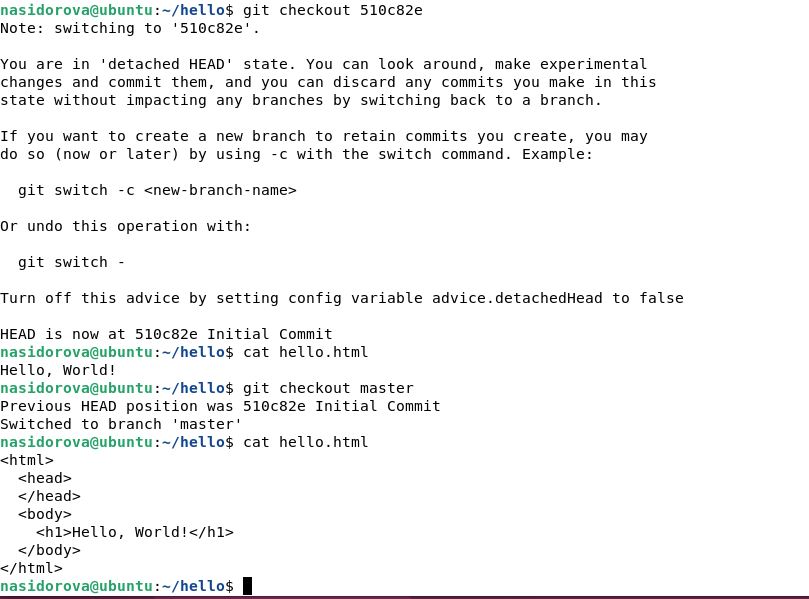 nasidorova@ubuntu:~/hello$ git checkout 510c82e
Note: switching to '510c82e'.

You are in 'detached HEAD' state. You can look around, make experimental
changes and commit them, and you can discard any commits you make in this
state without impacting any branches by switching back to a branch.

If you want to create a new branch to retain commits you create, you may
do so (now or later) by using -c with the switch command. Example:

  git switch -c <new-branch-name>

Or undo this operation with:

  git switch -

Turn off this advice by setting config variable advice.detachedHead to false

HEAD is now at 510c82e Initial Commit
nasidorova@ubuntu:~/hello$ cat hello.html
Hello, World!
nasidorova@ubuntu:~/hello$ git checkout master
Previous HEAD position was 510c82e Initial Commit
Switched to branch 'master'
nasidorova@ubuntu:~/hello$ cat hello.html
<html>
  <head>
  </head>
  <body>
    <h1>Hello, World!</h1>
  </body>
</html>
nasidorova@ubuntu:~/hello$